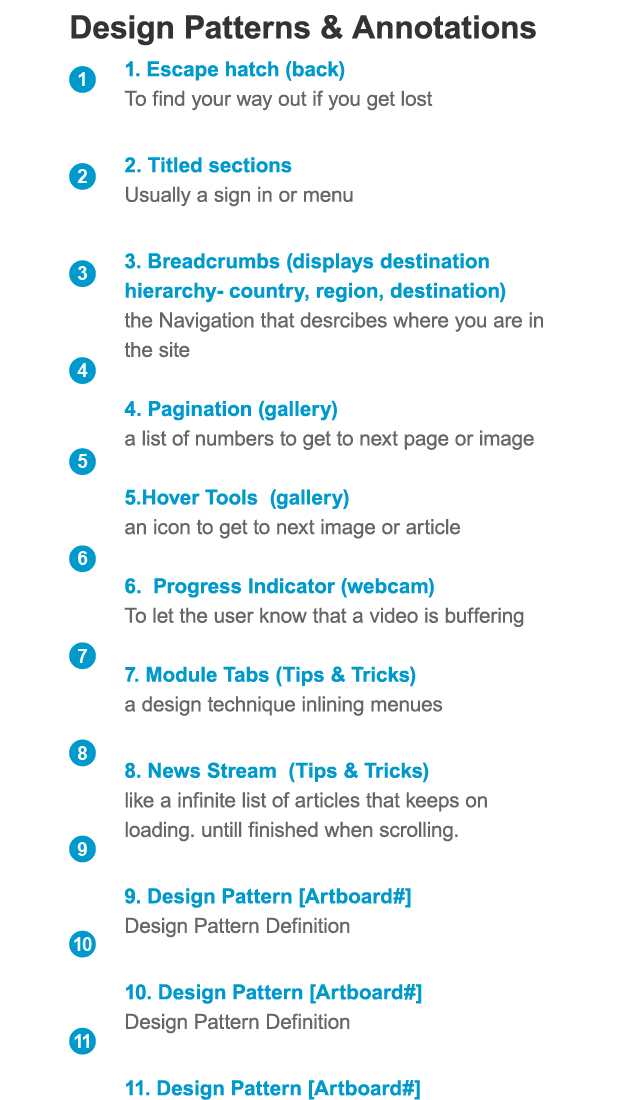 Design Patterns & Annotations
1
1. Escape hatch (back)
To find your way out if you get lost
2
2. Titled sections
Usually a sign in or menu
3
3. Breadcrumbs (displays destination
hierarchy- country, region, destination)
the Navigation that desrcibes where you are in
the site
4
4. Pagination (gallery)
a list of numbers to get to next page or image
5
5.Hover Tools  (gallery)
an icon to get to next image or article
6
6.  Progress Indicator (webcam)
To let the user know that a video is buffering
7
7. Module Tabs (Tips & Tricks)
a design technique inlining menues
8
8. News Stream  (Tips & Tricks)
like a infinite list of articles that keeps on
loading. untill finished when scrolling.
9
9. Design Pattern [Artboard#]
Design Pattern Definition
10
10. Design Pattern [Artboard#]
Design Pattern Definition
11
11. Design Pattern [Artboard#]